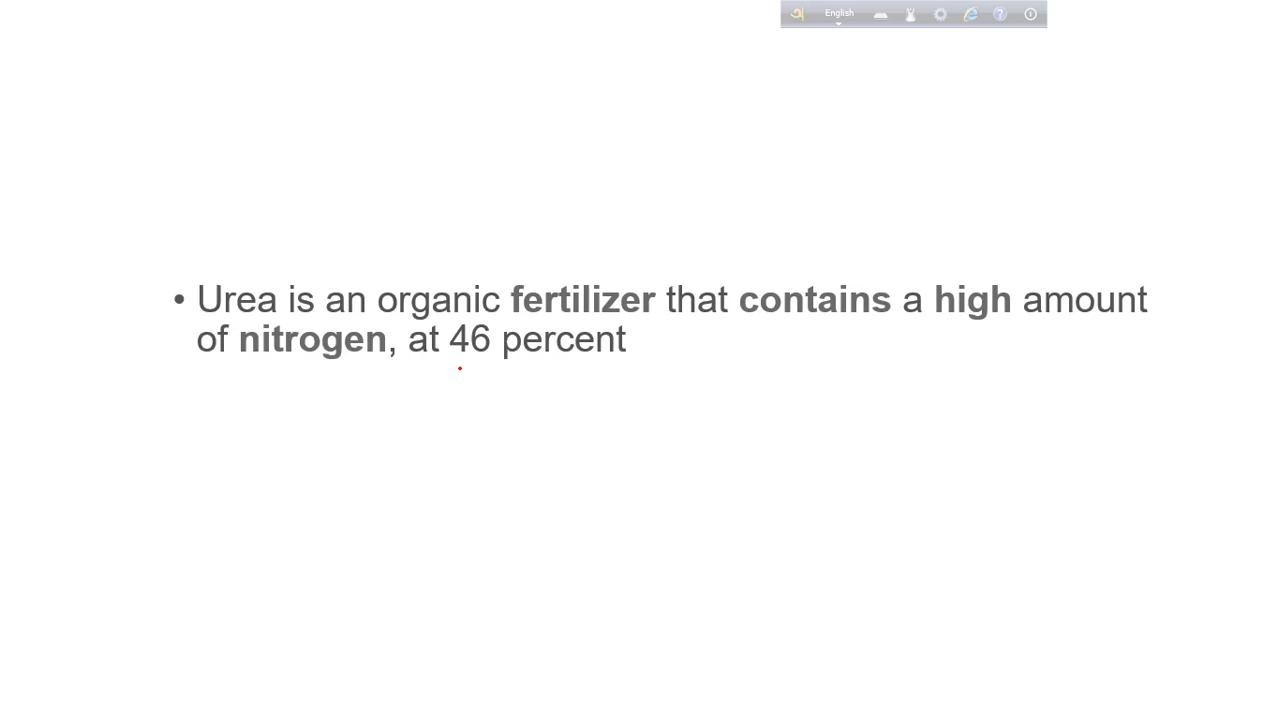 অ English
• Urea is an organic fertilizer that contains a high amount
of nitrogen, at 46 percent